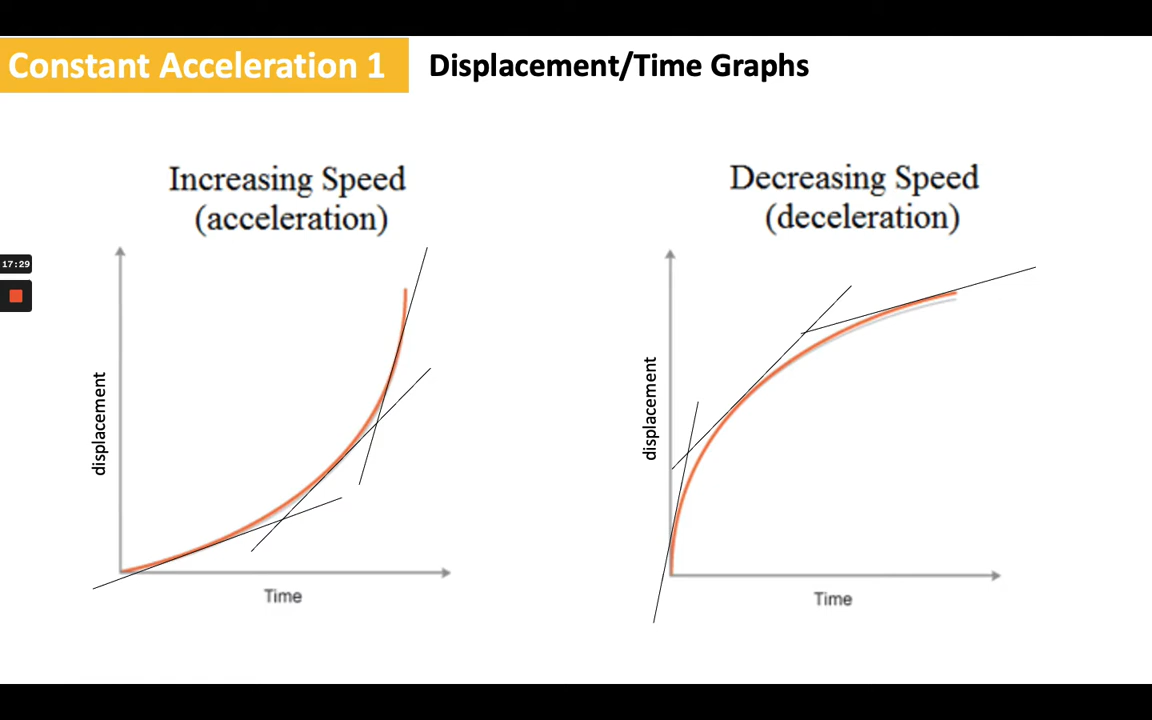 Constant Acceleration 1
Displacement/Time Graphs
Increasing Speed
(acceleration)
Decreasing Speed
(deceleration)
17:29
displacement
Time
displacement
Time